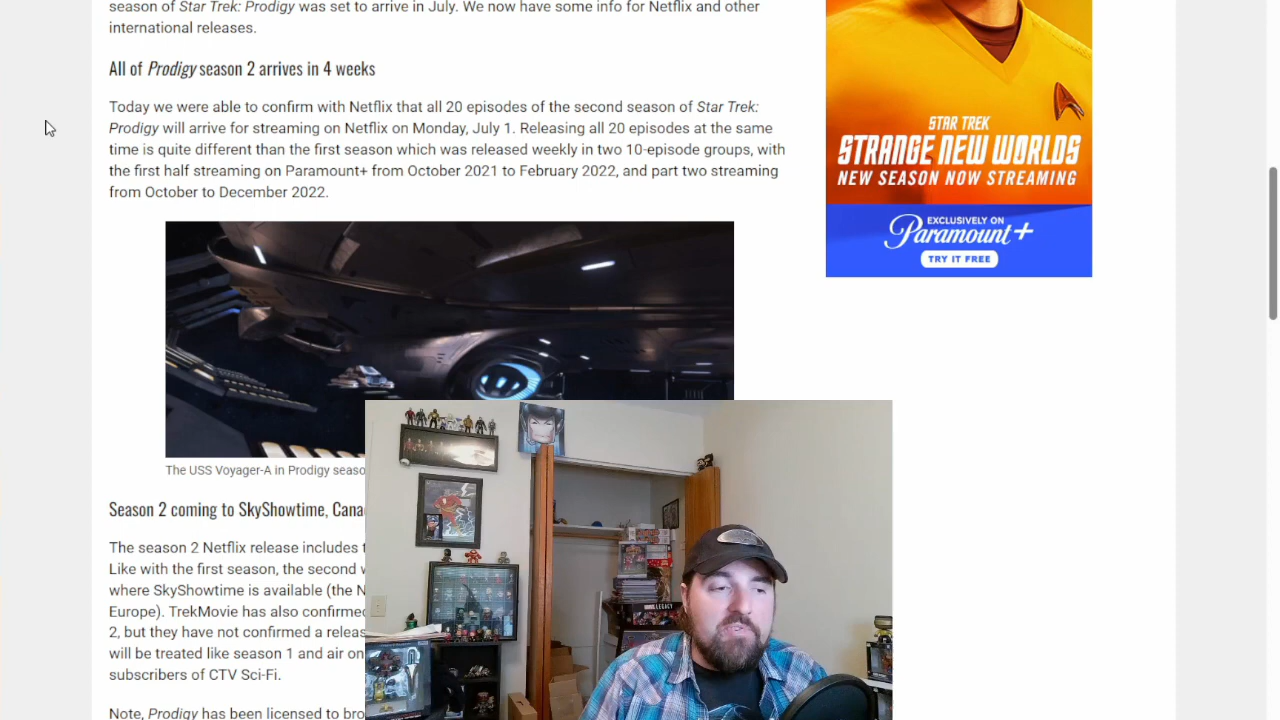 season of Star Trek: Prodigy was set to arrive in July. We now have some info for Netflix and other
international releases.
All of Prodigy season 2 arrives in 4 weeks
Today we were able to confirm with Netflix that all 20 episodes of the second season of Star Trek:
Prodigy will arrive for streaming on Netflix on Monday, July 1. Releasing all 20 episodes at the same
time is quite different than the first season which was released weekly in two 10-episode groups, with
the first half streaming on Paramount+ from October 2021 to February 2022, and part two streaming
from October to December 2022.
The USS Voyager-A in Prodigy seaso
Season 2 coming to SkyShowtime, Cana
The season 2 Netflix release includes
Like with the first season, the second
where SkyShowtime is available (the N
Europe). TrekMovie has also confirmed
2, but they have not confirmed a releas
will be treated like season 1 and air on
subscribers of CTV Sci-Fi.
Note, Prodigy has been licensed to bro
STAR TREK
STRANGE NEW WORLDS
NEW SEASON NOW STREAMING
EXCLUSIVELY ON
Paramount+
TRY IT FREE
LEGACY